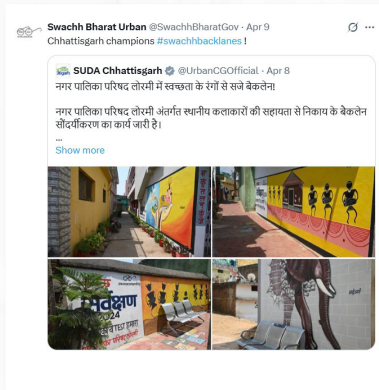 Swachh Bharat Urban @SwachhBharatGov · Apr 9
Chhattisgarh champions #swachhbacklanes !
SUDA Chhattisgarh @UrbanCGOfficial · Apr 8
नगर पालिका परिषद लोरमी में स्वच्छता के रंगों से सजे बैकलेन!
नगर पालिका परिषद लोरमी अंतर्गत स्थानीय कलाकारों की सहायता से निकाय के बैकलेन
सौंदर्यीकरण का कार्य जारी है।
...
Show more
सर्वेक्षण
2024